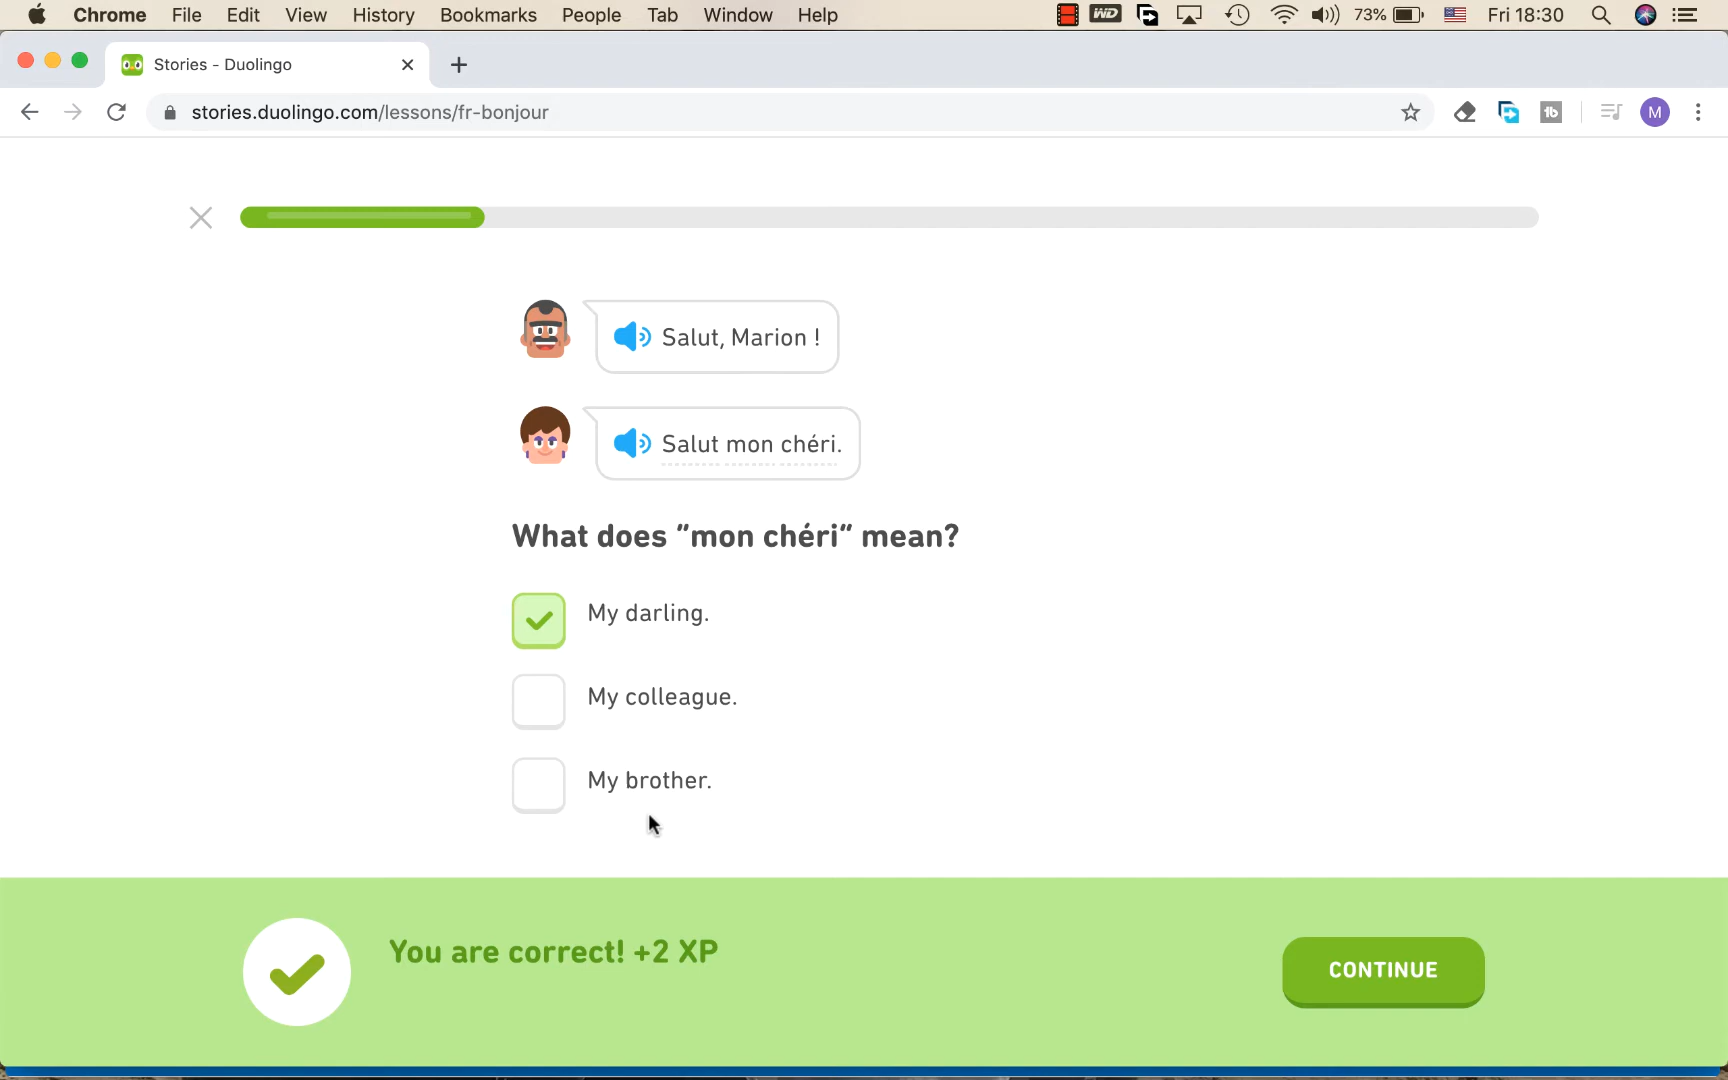 Chrome File Edit View History Bookmarks People Tab Window Help WD 73% Fri 18:30
Stories - Duolingo
stories.duolingo.com/lessons/fr-bonjour tb M
Salut, Marion !
Salut mon chéri.
What does "mon chéri" mean?
My darling.
My colleague.
My brother.
You are correct! +2 XP
CONTINUE